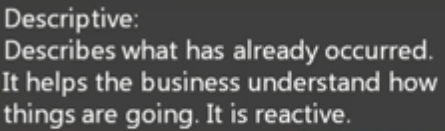 Descriptive:
Describes what has already occurred.
It helps the business understand how
things are going. It is reactive.